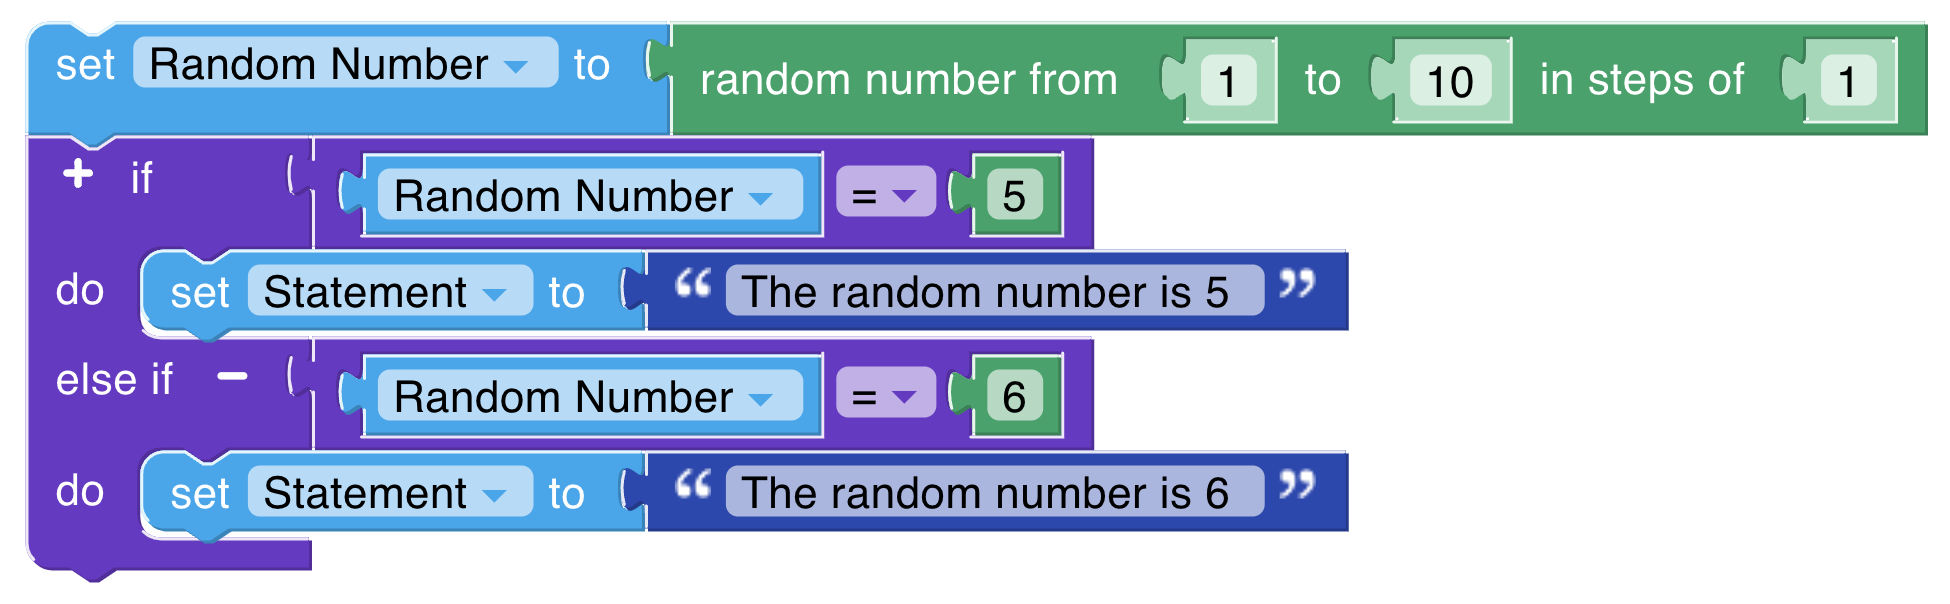 set Random Number to random number from 1 to 10 in steps of 1
+ if Random Number = 5
do set Statement to “ The random number is 5 ”
else if - Random Number = 6
do set Statement to “ The random number is 6 ”